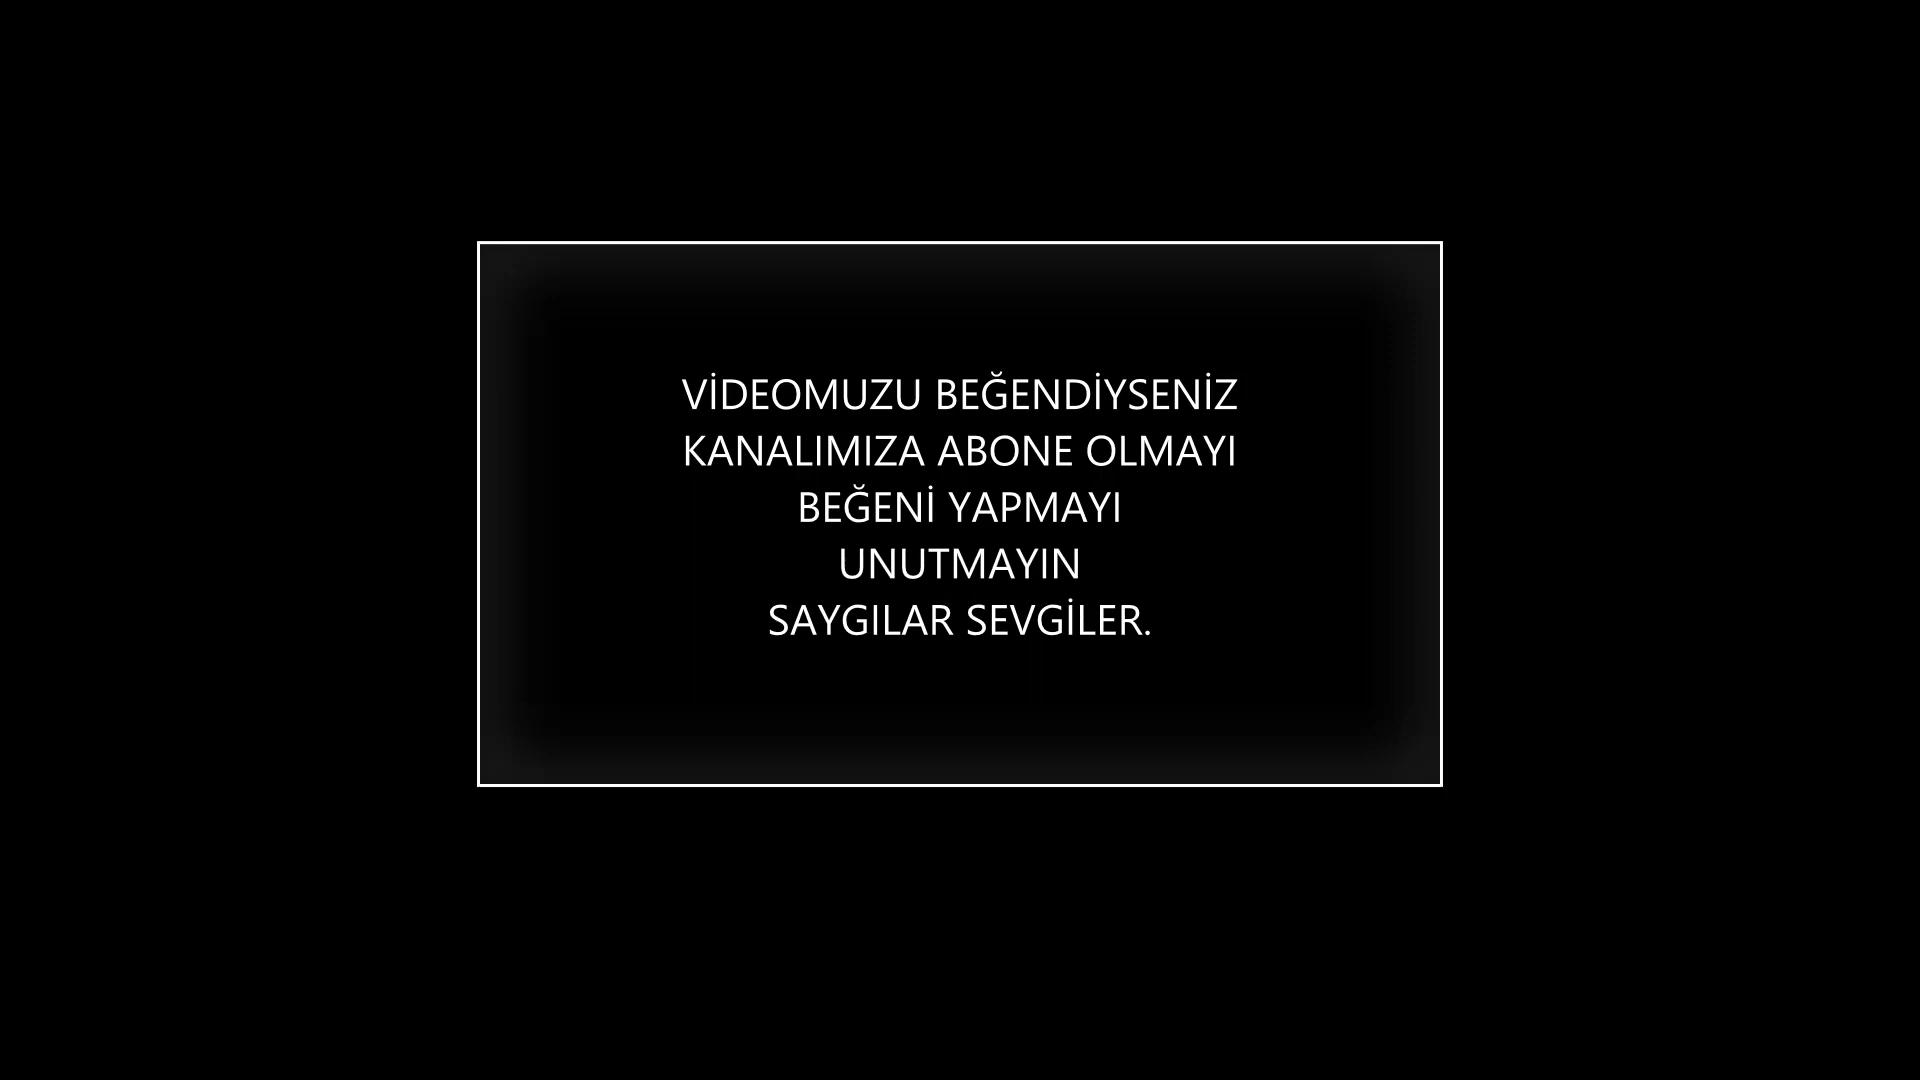 VİDEOMUZU BEĞENDİYSENİZ
KANALIMIZA ABONE OLMAYI
BEĞENİ YAPMAYI
UNUTMAYIN
SAYGILAR SEVGİLER.